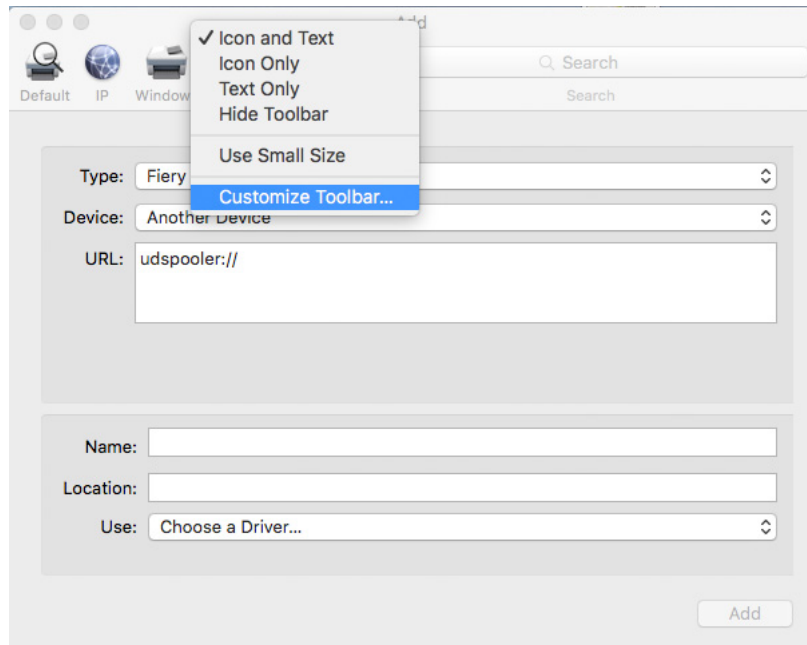 Add
✓ Icon and Text
Icon Only
Text Only
Hide Toolbar
Use Small Size
Customize Toolbar...
Default IP Window
Search
Search
Type: Fiery
Device: Another Device
URL: udspooler://
Name:
Location:
Use: Choose a Driver...
Add